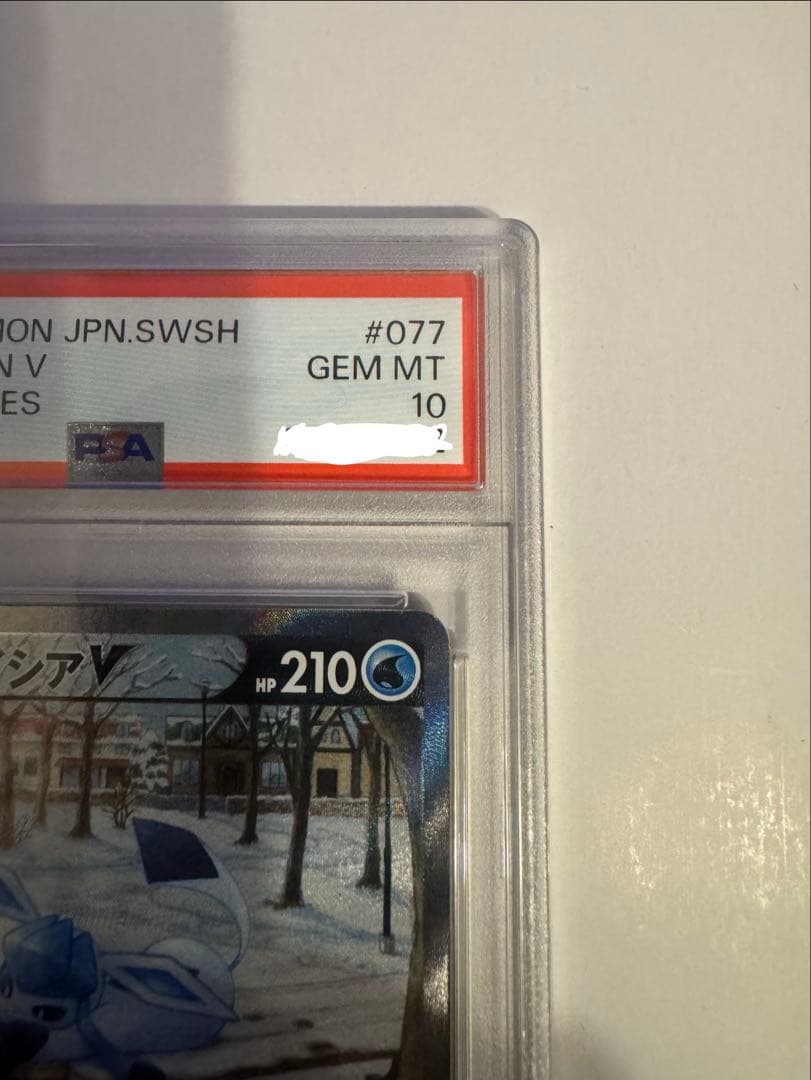 ION JPN.SWSH #077
N V GEM MT
ES 10
PSA
シアV HP 210